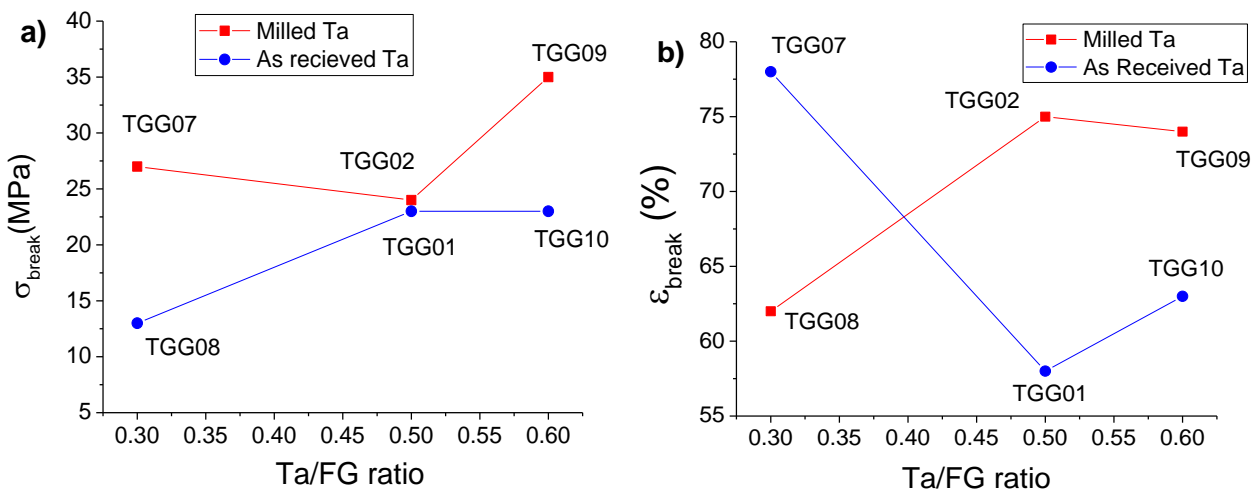 a)
Milled Ta
As recieved Ta
TGG07
TGG02
TGG09
TGG08
TGG01
TGG10
40
35
30
25
20
15
10
5
σbreak(MPa)
0.30 0.35 0.40 0.45 0.50 0.55 0.60
Ta/FG ratio
b)
Milled Ta
As Received Ta
TGG07
TGG02
TGG09
TGG08
TGG01
TGG10
80
75
70
65
60
55
εbreak (%)
0.30 0.35 0.40 0.45 0.50 0.55 0.60
Ta/FG ratio